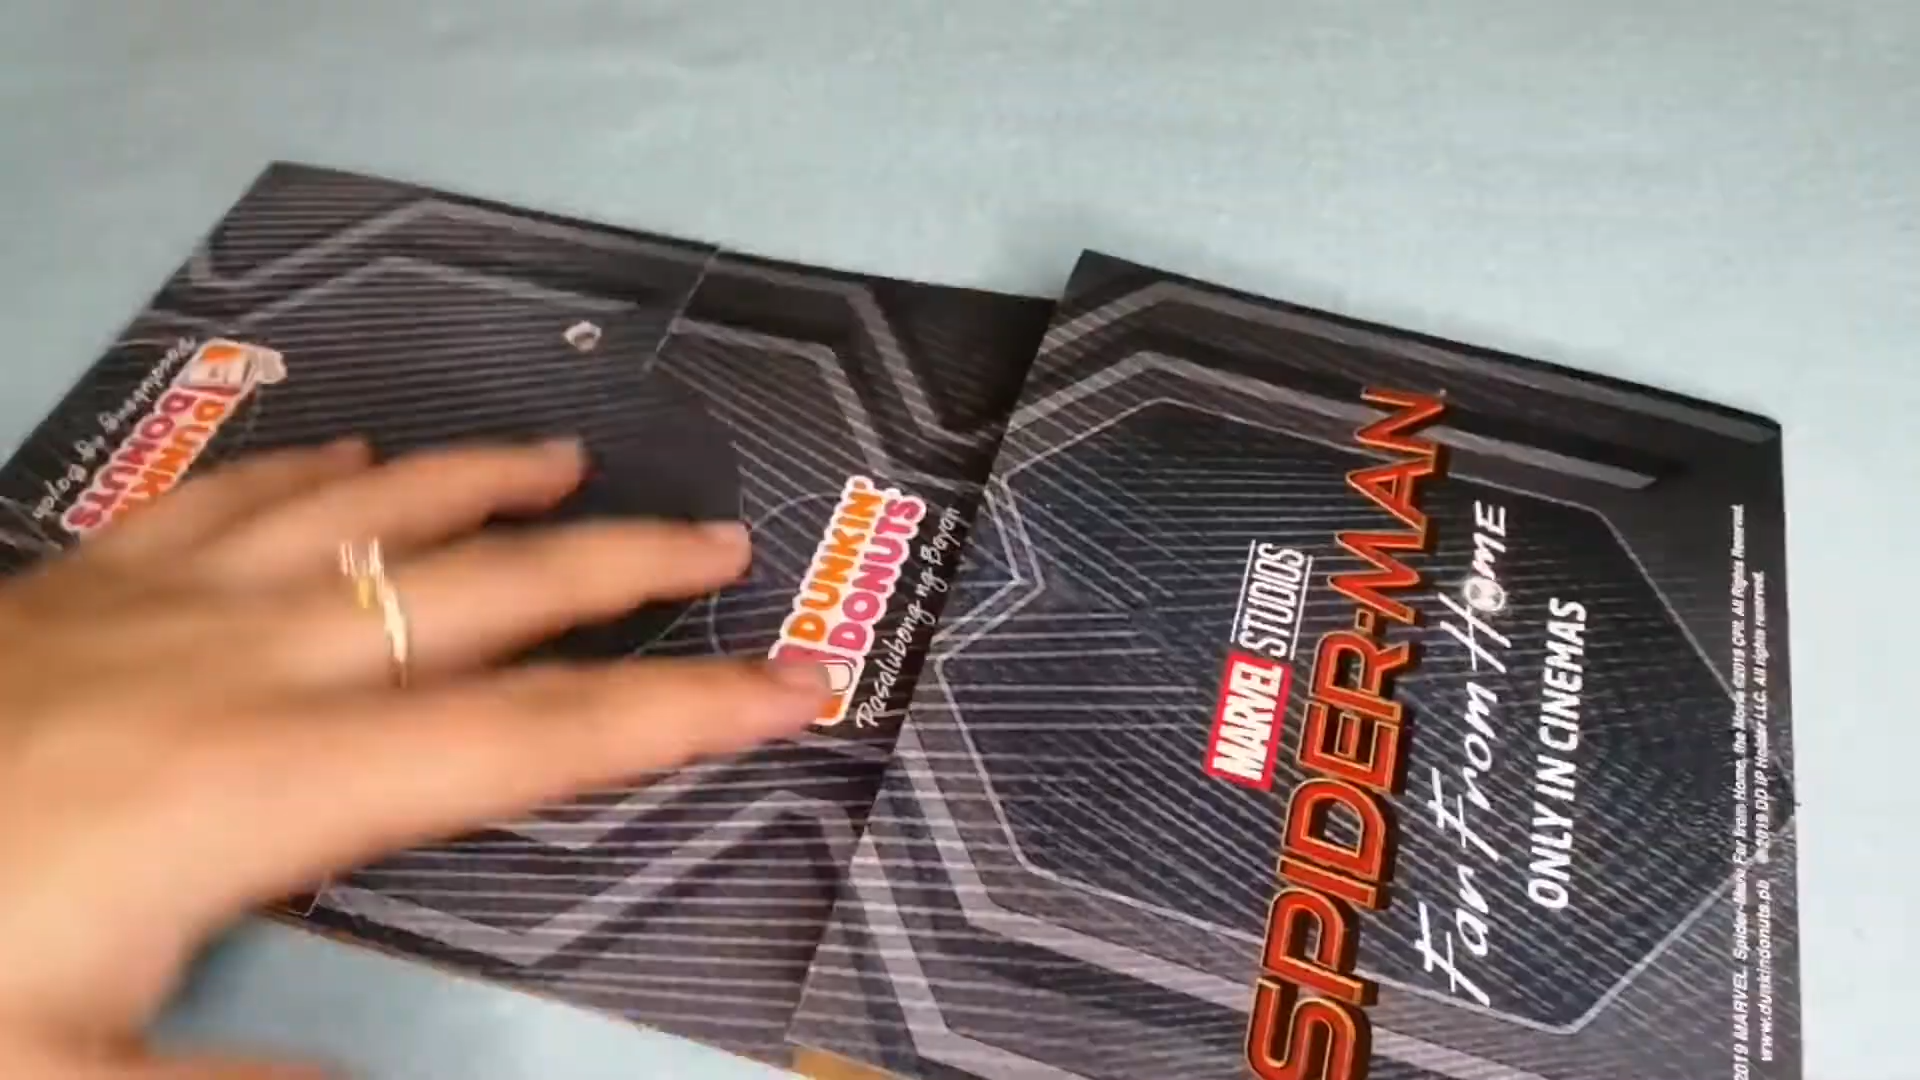 DUNKIN'
DONUTS
Pasalubong ng Bayan
DUNKIN'
DONUTS
Pasalubong ng Bayan
MARVEL STUDIOS
SPIDER-MAN
Far From Home
ONLY IN CINEMAS
2019 MARVEL. Spider-Man: Far From Home, the Movie ©2019 CPII. All Rights Reserved.
www.dunkindonuts.ph © 2019 DD IP Holder LLC. All rights reserved.